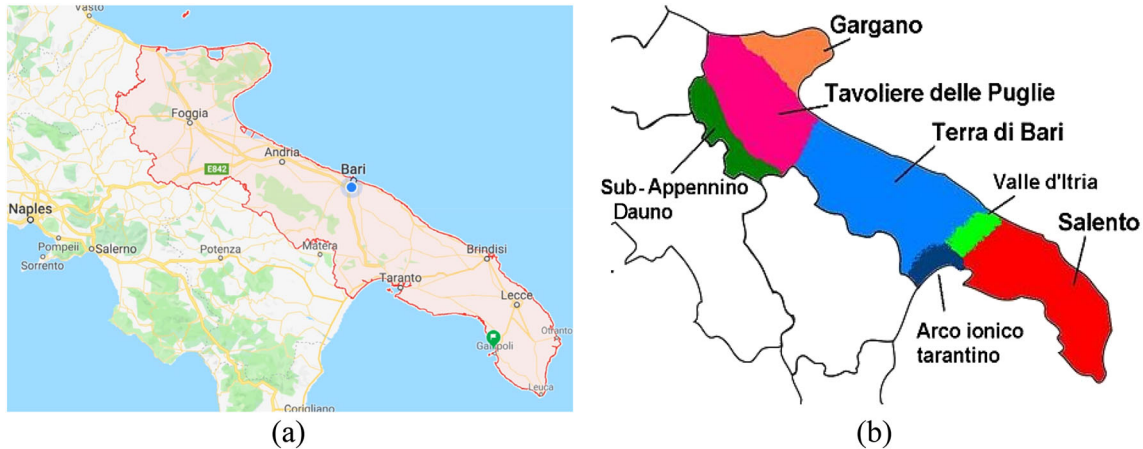 Vasto
Foggia
Andria
Bari
E842
Naples
Pompeii
Salerno
Sorrento
Potenza
Matera
Taranto
Brindisi
Lecce
Otranto
Gallipoli
Leuca
Corigliano
(a)
Gargano
Tavoliere delle Puglie
Terra di Bari
Valle d'Itria
Sub-Appennino
Dauno
Salento
Arco ionico
tarantino
(b)